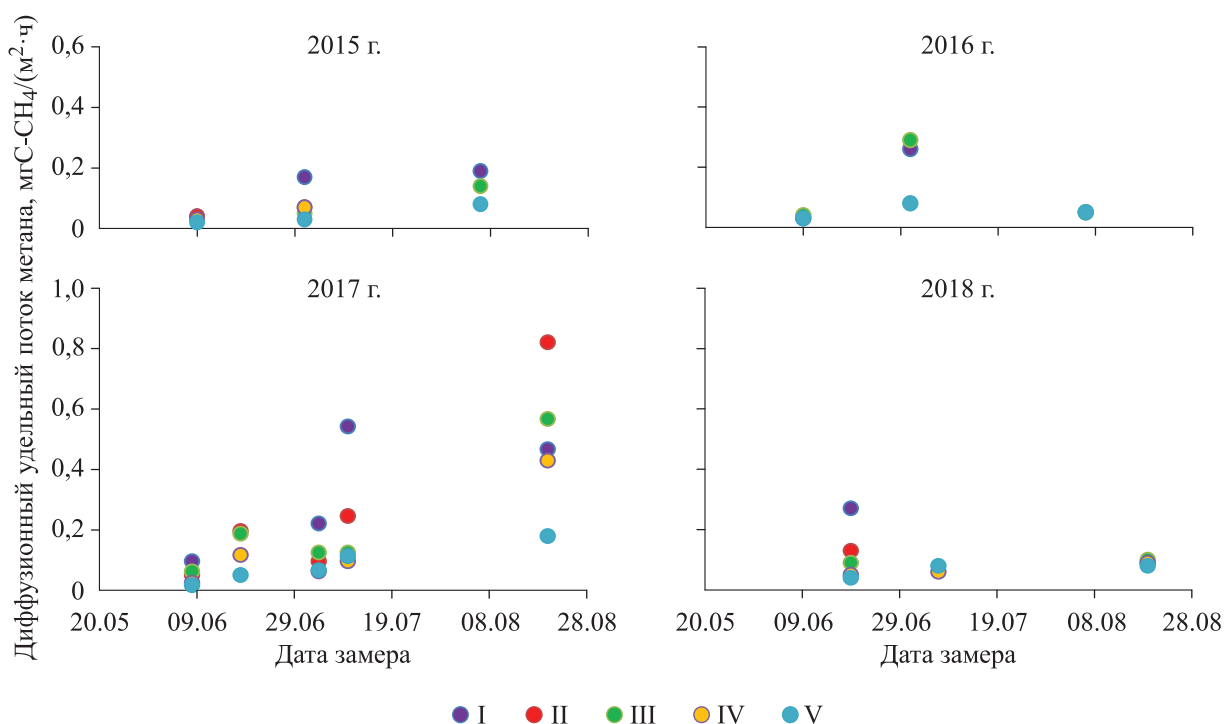 Диффузионный удельный поток метана, мгС-CH₄/(м²·ч)
2015 г.
0,6
0,4
0,2
0
2016 г.
2017 г.
1,0
0,8
0,6
0,4
0,2
0
20.05 09.06 29.06 19.07 08.08 28.08
Дата замера
2018 г.
20.05 09.06 29.06 19.07 08.08 28.08
Дата замера
I II III IV V